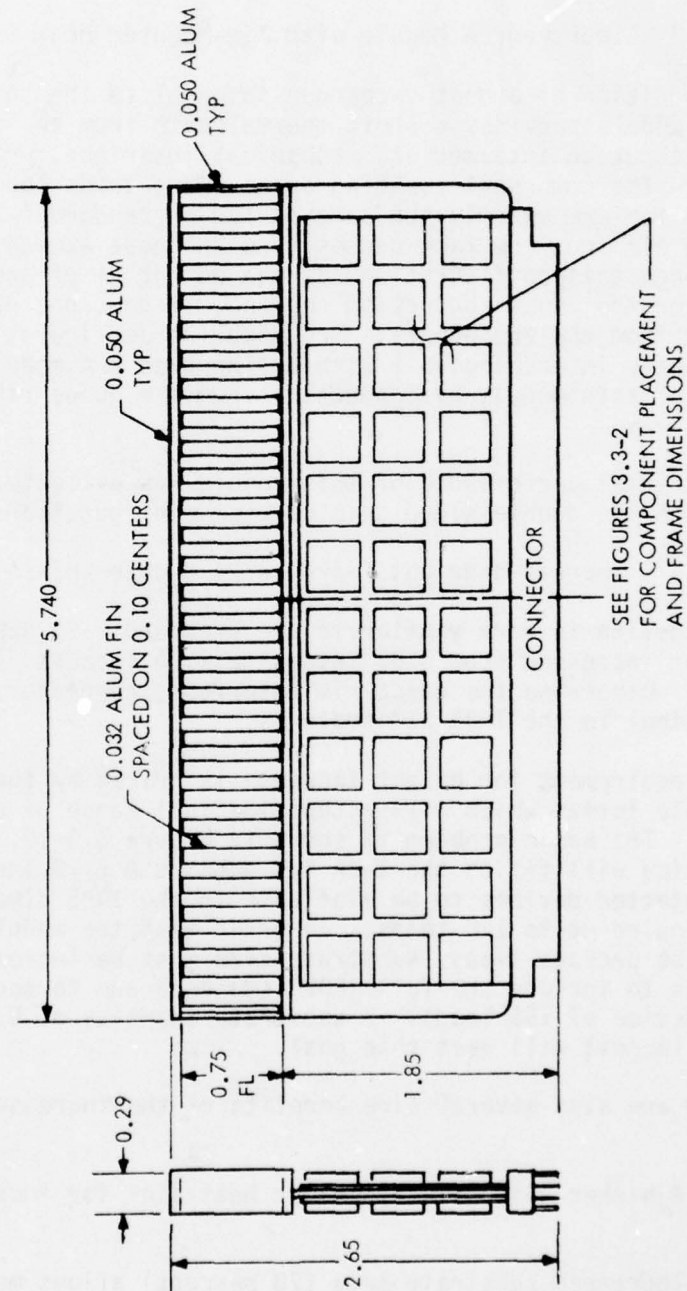 5.740
0.050 ALUM
TYP
0.050 ALUM
TYP
0.032 ALUM FIN
SPACED ON 0.10 CENTERS
0.29
0.75
FL
1.85
2.65
CONNECTOR
SEE FIGURES 3.3-2
FOR COMPONENT PLACEMENT
AND FRAME DIMENSIONS